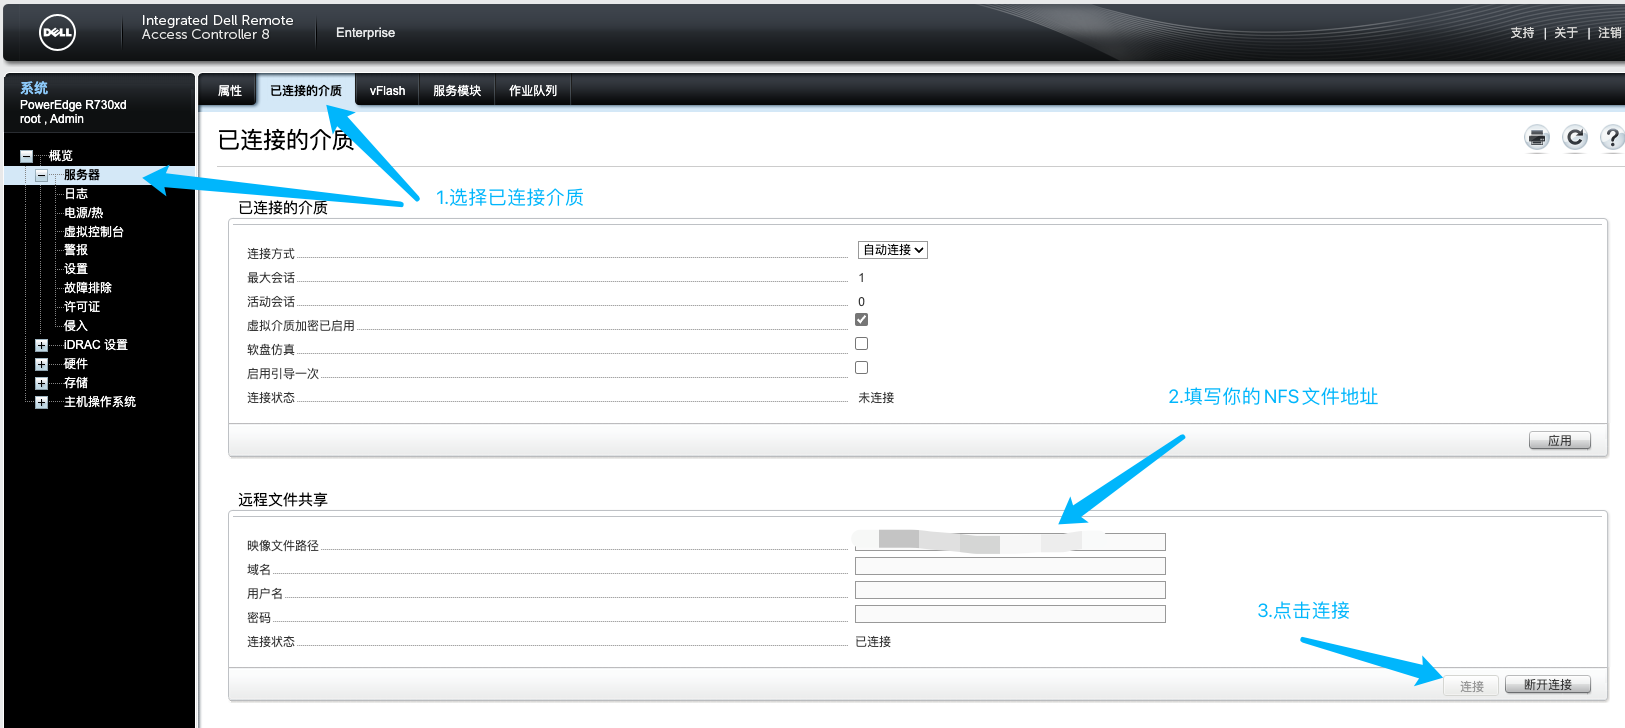 DELL
Integrated Dell Remote
Access Controller 8
Enterprise
支持 | 关于 | 注销
系统
PowerEdge R730xd
root , Admin
属性
已连接的介质
vFlash
服务模块
作业队列
概览
服务器
日志
电源/热
虚拟控制台
警报
设置
故障排除
许可证
侵入
iDRAC 设置
硬件
存储
主机操作系统
已连接的介质
1.选择已连接介质
已连接的介质
连接方式 自动连接
最大会话 1
活动会话 0
虚拟介质加密已启用
软盘仿真
启用引导一次
连接状态 未连接
2.填写你的NFS文件地址
应用
远程文件共享
映像文件路径
域名
用户名
密码
连接状态 已连接
3.点击连接
连接
断开连接